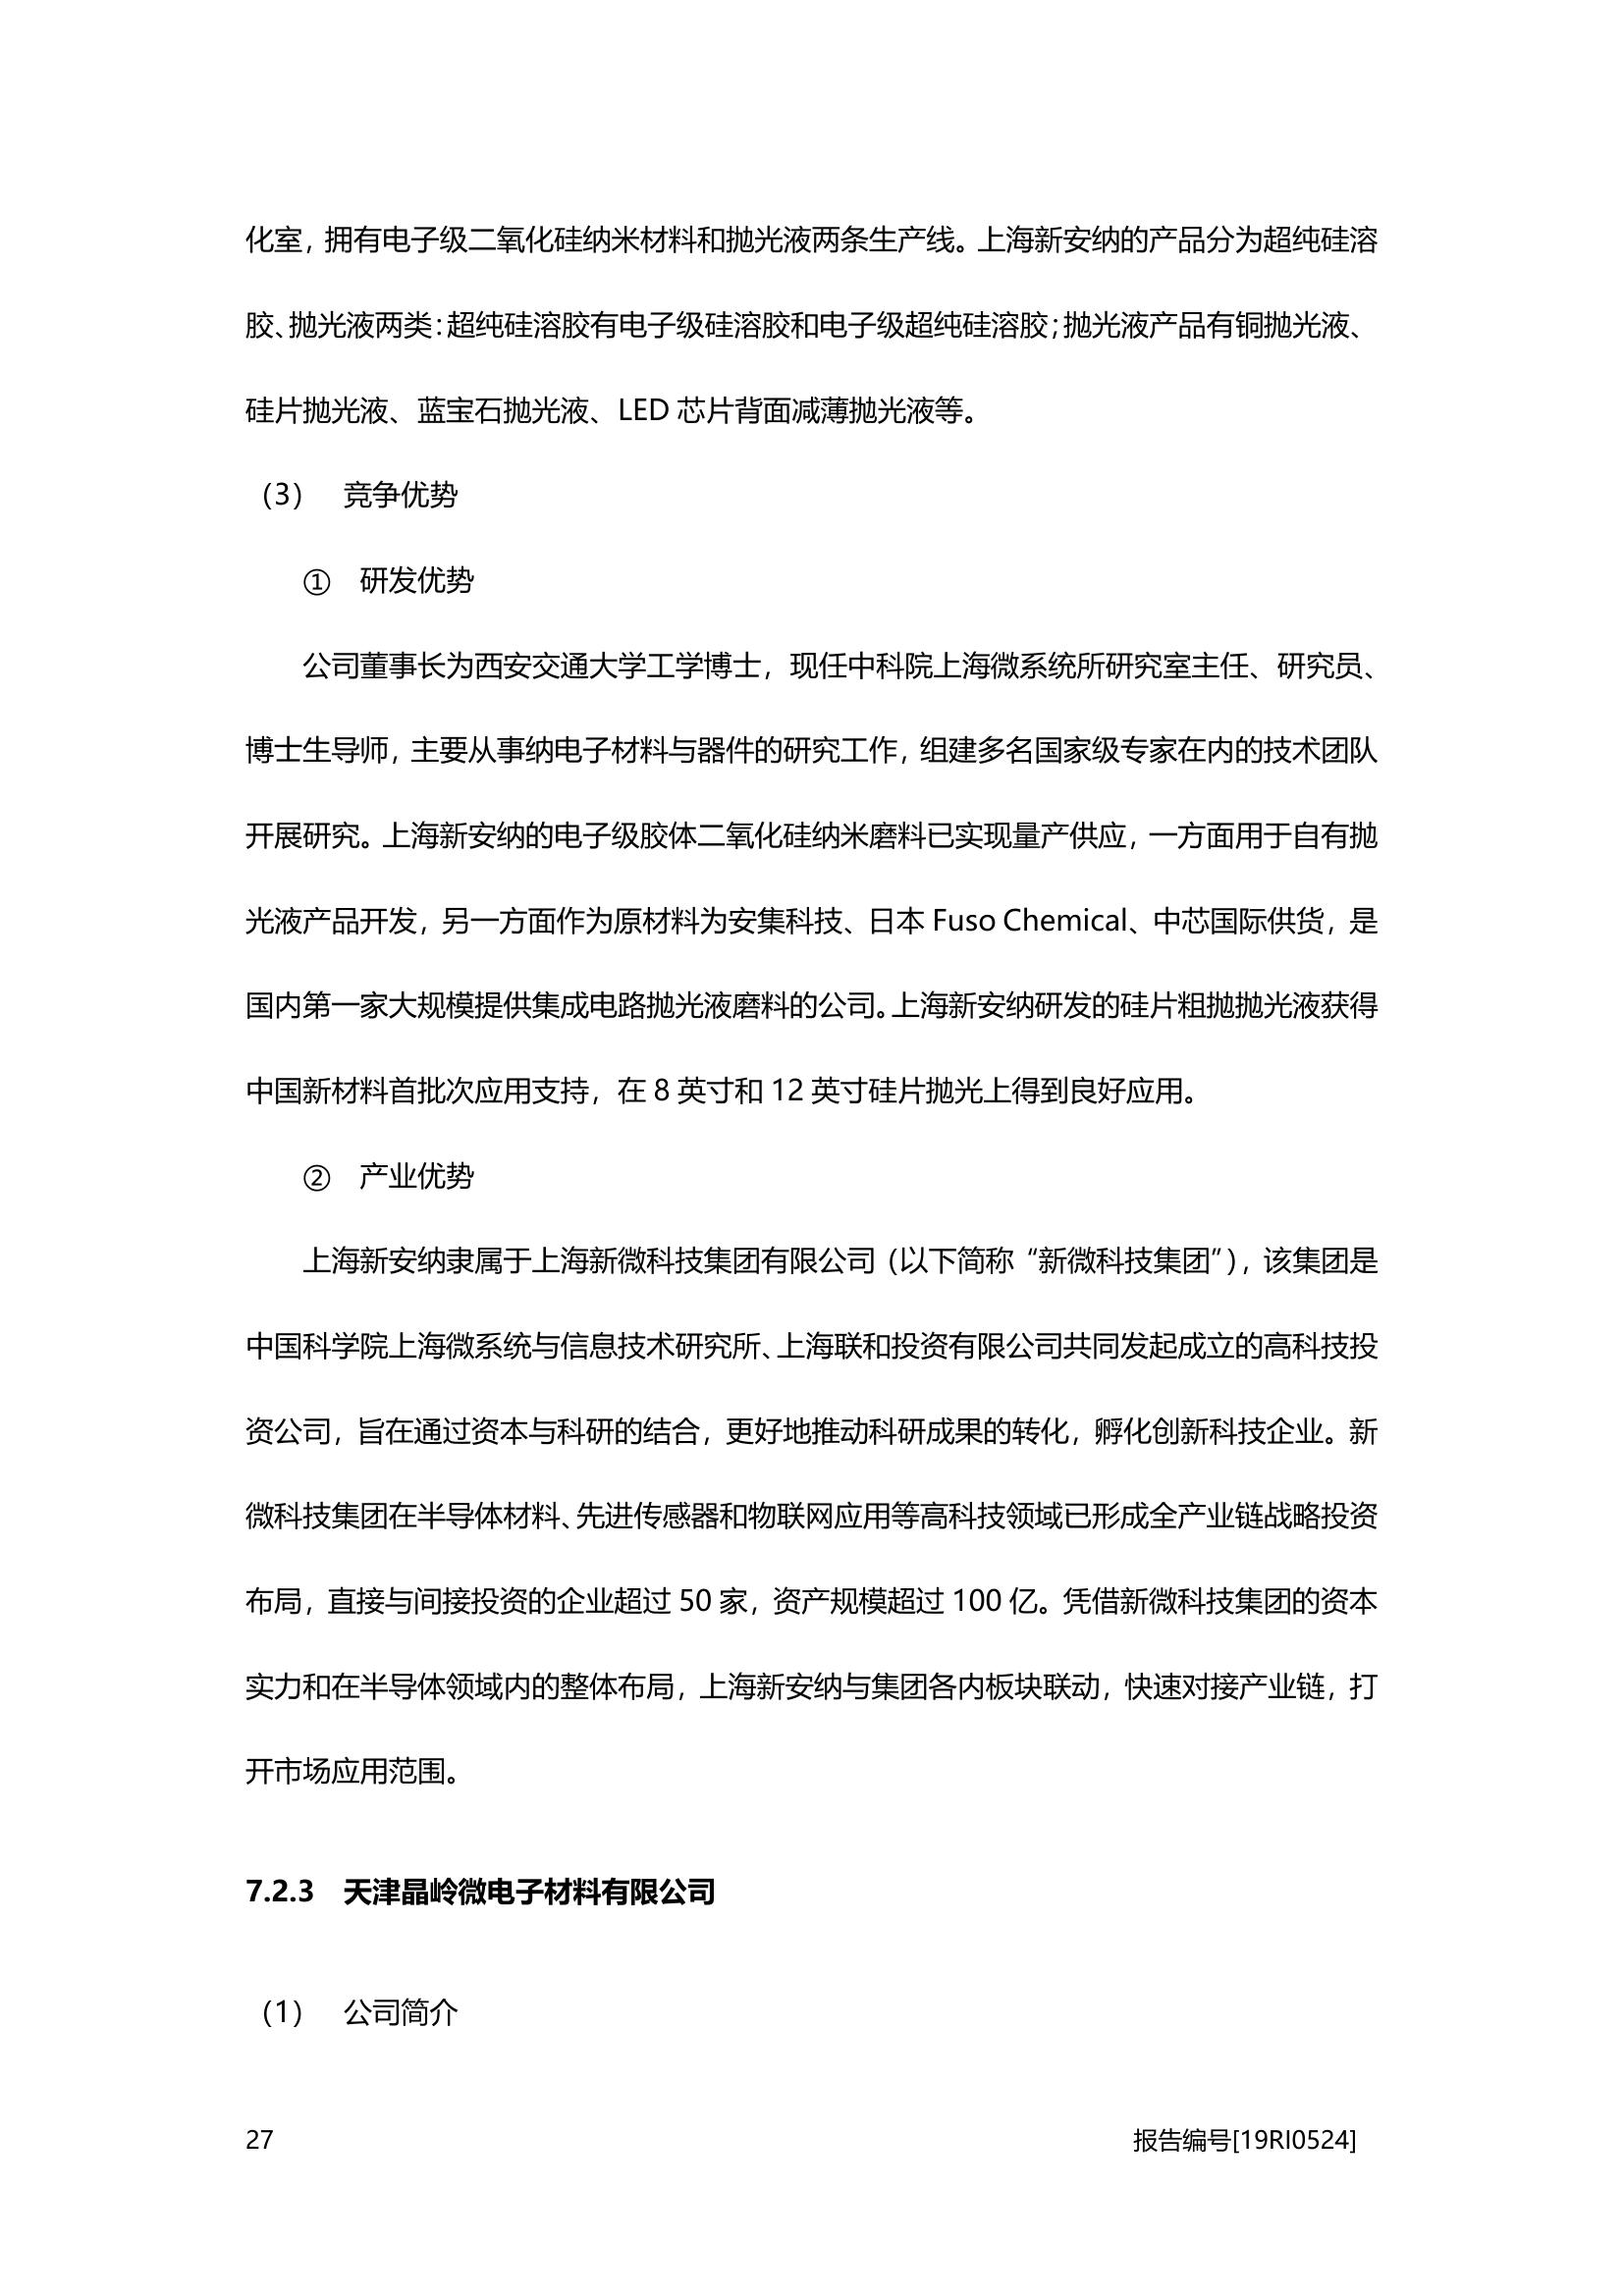 化室，拥有电子级二氧化硅纳米材料和抛光液两条生产线。上海新安纳的产品分为超纯硅溶
胶、抛光液两类：超纯硅溶胶有电子级硅溶胶和电子级超纯硅溶胶；抛光液产品有铜抛光液、
硅片抛光液、蓝宝石抛光液、LED 芯片背面减薄抛光液等。
（3） 竞争优势
① 研发优势
公司董事长为西安交通大学工学博士，现任中科院上海微系统所研究室主任、研究员、
博士生导师，主要从事纳电子材料与器件的研究工作，组建多名国家级专家在内的技术团队
开展研究。上海新安纳的电子级胶体二氧化硅纳米磨料已实现量产供应，一方面用于自有抛
光液产品开发，另一方面作为原材料为安集科技、日本 Fuso Chemical、中芯国际供货，是
国内第一家大规模提供集成电路抛光液磨料的公司。上海新安纳研发的硅片粗抛抛光液获得
中国新材料首批次应用支持，在 8 英寸和 12 英寸硅片抛光上得到良好应用。
② 产业优势
上海新安纳隶属于上海新微科技集团有限公司（以下简称“新微科技集团”），该集团是
中国科学院上海微系统与信息技术研究所、上海联和投资有限公司共同发起成立的高科技投
资公司，旨在通过资本与科研的结合，更好地推动科研成果的转化，孵化创新科技企业。新
微科技集团在半导体材料、先进传感器和物联网应用等高科技领域已形成全产业链战略投资
布局，直接与间接投资的企业超过 50 家，资产规模超过 100 亿。凭借新微科技集团的资本
实力和在半导体领域内的整体布局，上海新安纳与集团各内板块联动，快速对接产业链，打
开市场应用范围。
7.2.3 天津晶岭微电子材料有限公司
（1） 公司简介
27 报告编号[19RI0524]